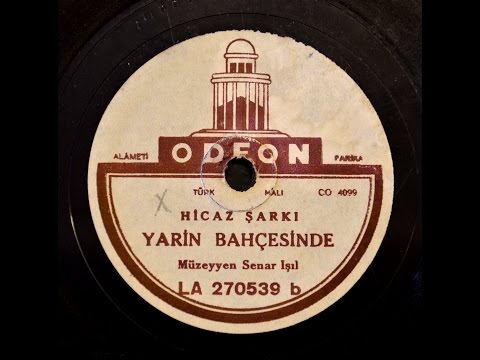 ODEON
ALÂMETİ FARİKA
TÜRK MALI CO 4099
X
HİCAZ ŞARKI
YARİN BAHÇESİNDE
Müzeyyen Senar Işıl
LA 270539 b